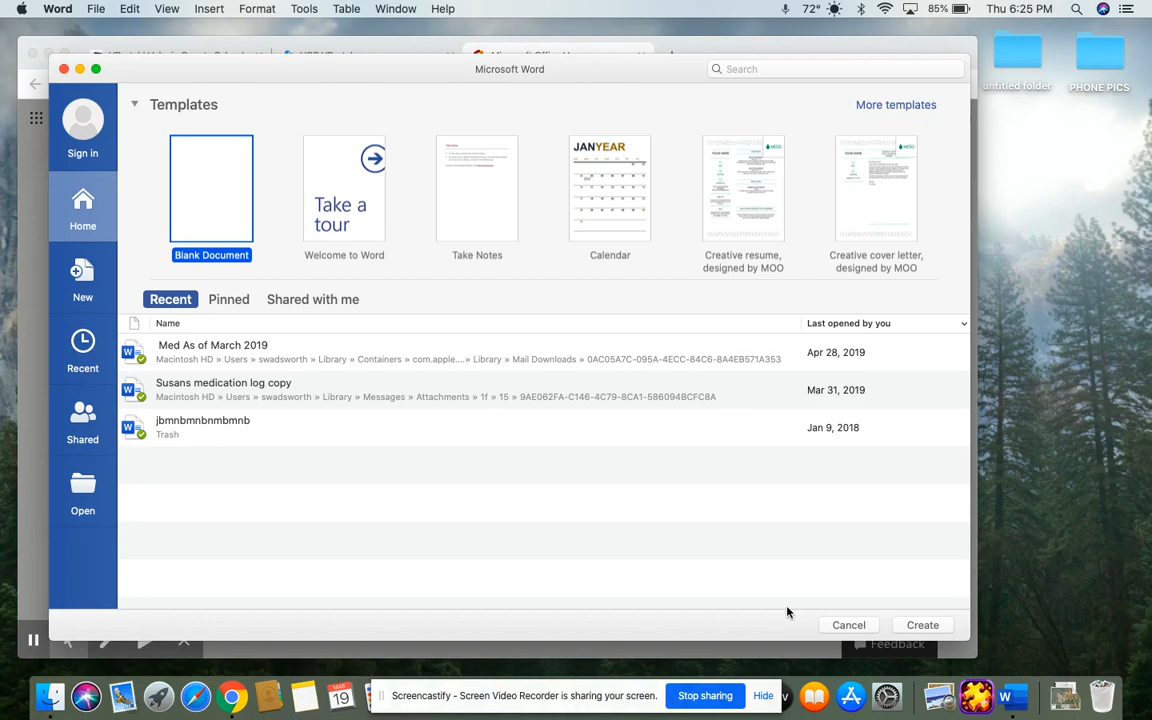 Word File Edit View Insert Format Tools Table Window Help 72° 85% Thu 6:25 PM
Microsoft Word
Search
untitled folder
PHONE PICS
Templates
More templates
Sign in
Home
New
Recent
Shared
Open
Take a
tour
JANYEAR
MOO
MOO
Blank Document
Welcome to Word
Take Notes
Calendar
Creative resume,
designed by MOO
Creative cover letter,
designed by MOO
Recent Pinned Shared with me
Name Last opened by you
Med As of March 2019
Macintosh HD » Users » swadsworth » Library » Containers » com.apple....» Library » Mail Downloads » 0AC05A7C-095A-4ECC-84C6-8A4EB571A353
Apr 28, 2019
Susans medication log copy
Macintosh HD » Users » swadsworth » Library » Messages » Attachments » 1f » 15 » 9AE062FA-C146-4C79-8CA1-586094BCFC8A
Mar 31, 2019
jbmnbmnbnmbmnb
Trash
Jan 9, 2018
Cancel Create
Feedback
MAR
19
Screencastify - Screen Video Recorder is sharing your screen. Stop sharing Hide